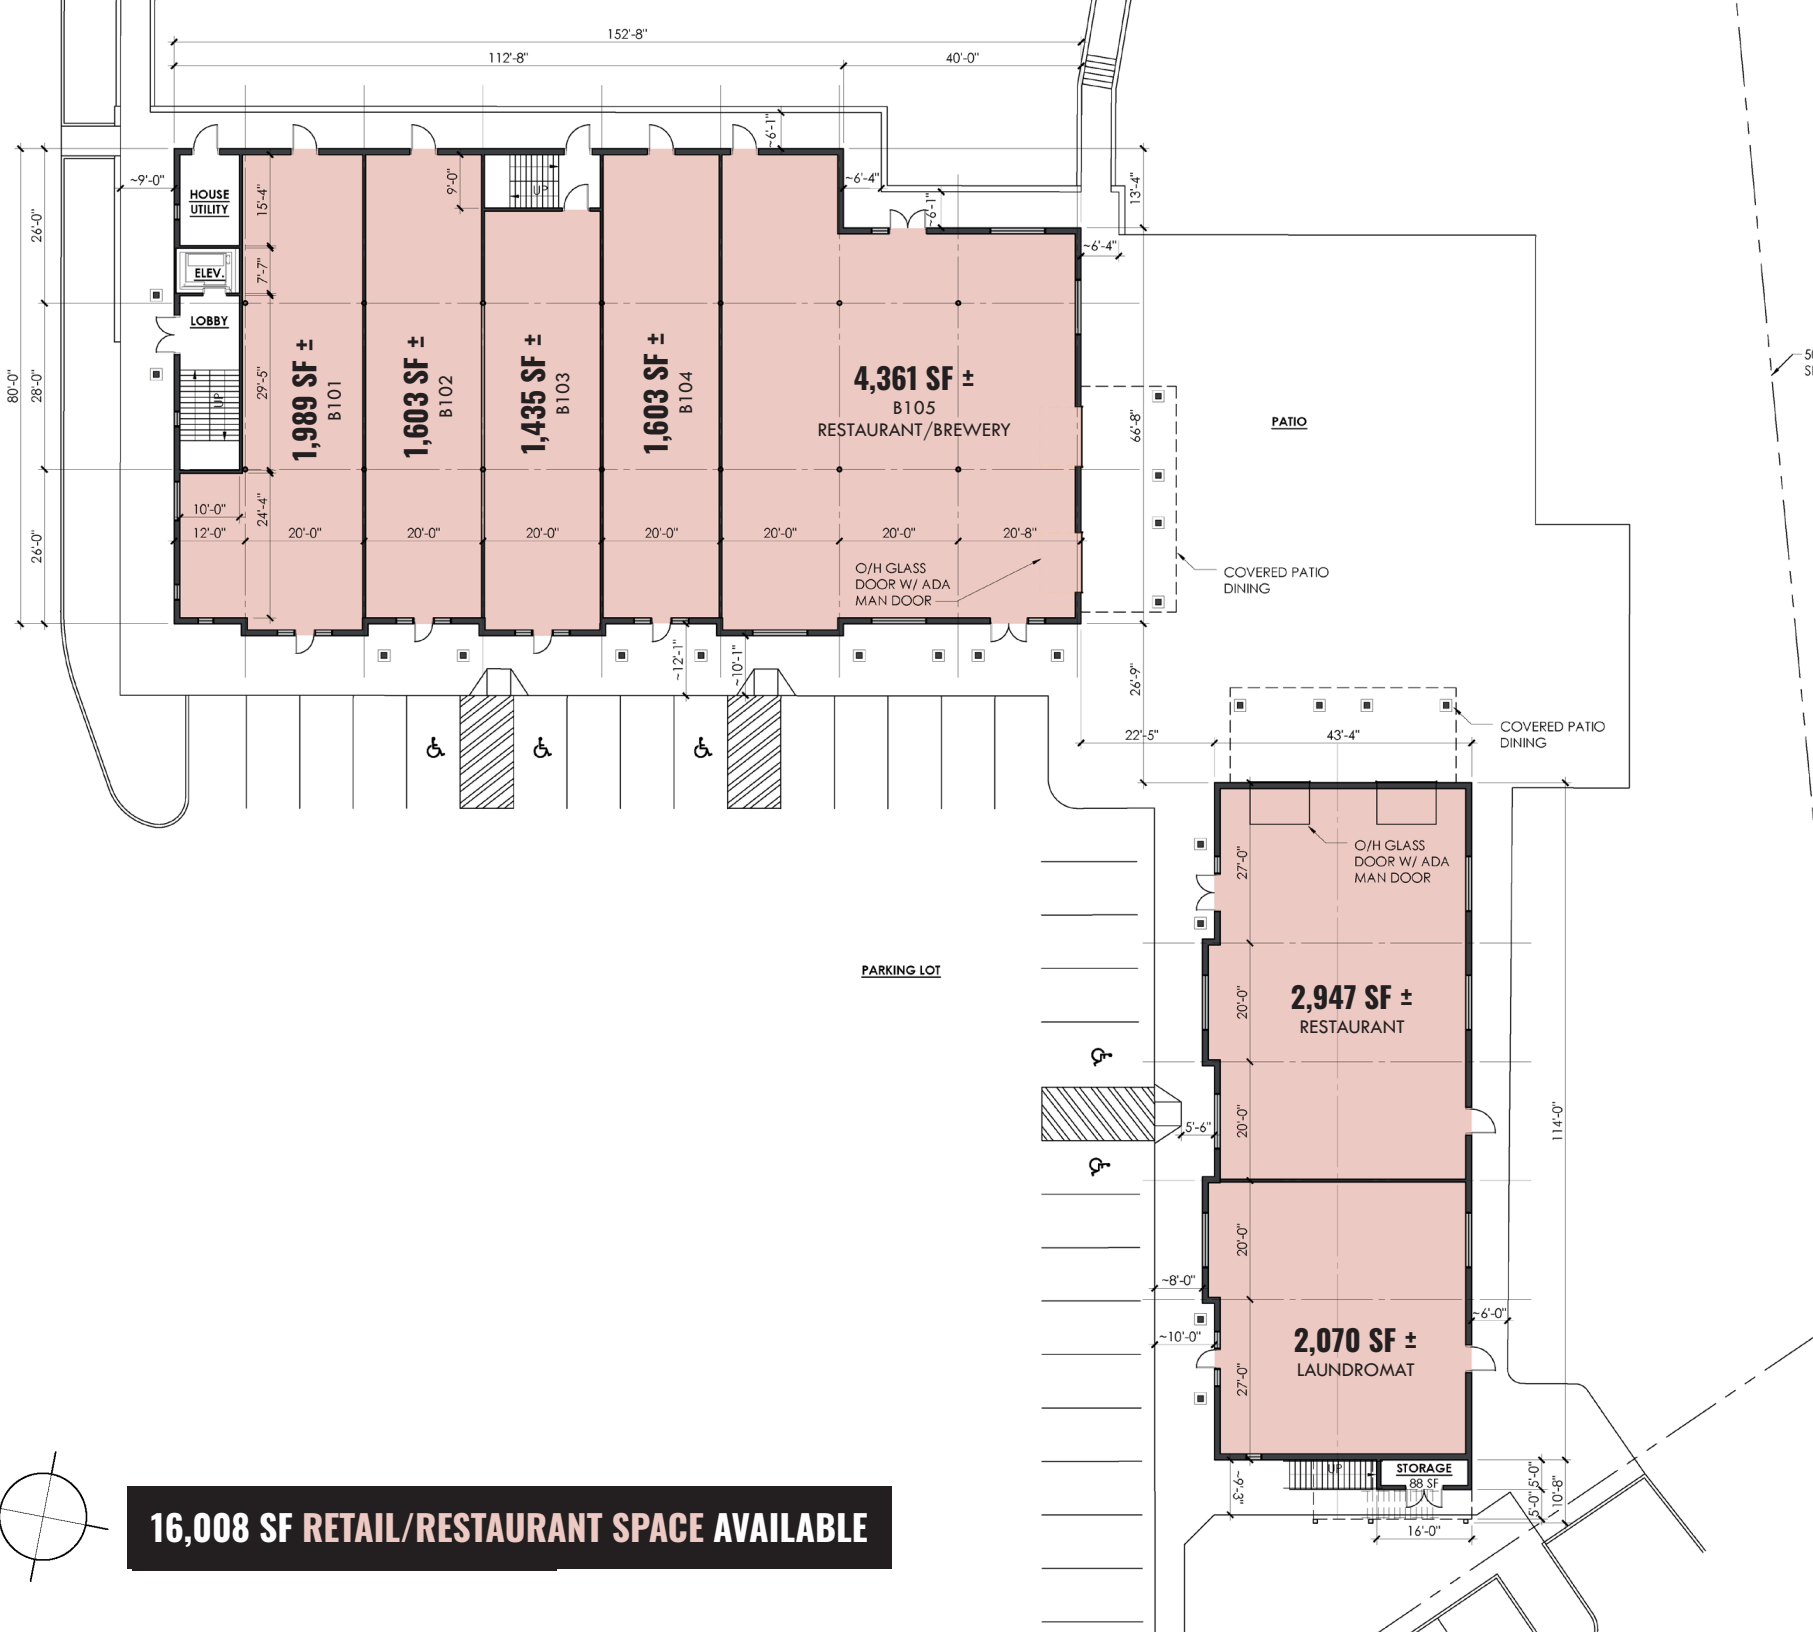 152'-8"
112'-8"
40'-0"
~6'-1"
~9'-0"
26'-0"
HOUSE
UTILITY
15'-4"
9'-0"
UP
~6'-4"
~6'-1"
13'-4"
~6'-4"
ELEV.
7'-7"
LOBBY
80'-0"
28'-0"
UP
29'-5"
1,989 SF ±
B101
1,603 SF ±
B102
1,435 SF ±
B103
1,603 SF ±
B104
4,361 SF ±
B105
RESTAURANT/BREWERY
66'-8"
PATIO
10'-0"
24'-4"
26'-0"
12'-0"
20'-0"
20'-0"
20'-0"
20'-0"
20'-0"
20'-0"
20'-8"
O/H GLASS
DOOR W/ ADA
MAN DOOR
COVERED PATIO
DINING
~12'-1"
~10'-1"
26'-9"
22'-5"
43'-4"
COVERED PATIO
DINING
O/H GLASS
DOOR W/ ADA
MAN DOOR
27'-0"
PARKING LOT
20'-0"
2,947 SF ±
RESTAURANT
20'-0"
5'-6"
114'-0"
20'-0"
~8'-0"
~6'-0"
~10'-0"
2,070 SF ±
LAUNDROMAT
27'-0"
UP
STORAGE
88 SF
~9'-3"
5'-0"
5'-0"
10'-8"
16'-0"
16,008 SF RETAIL/RESTAURANT SPACE AVAILABLE